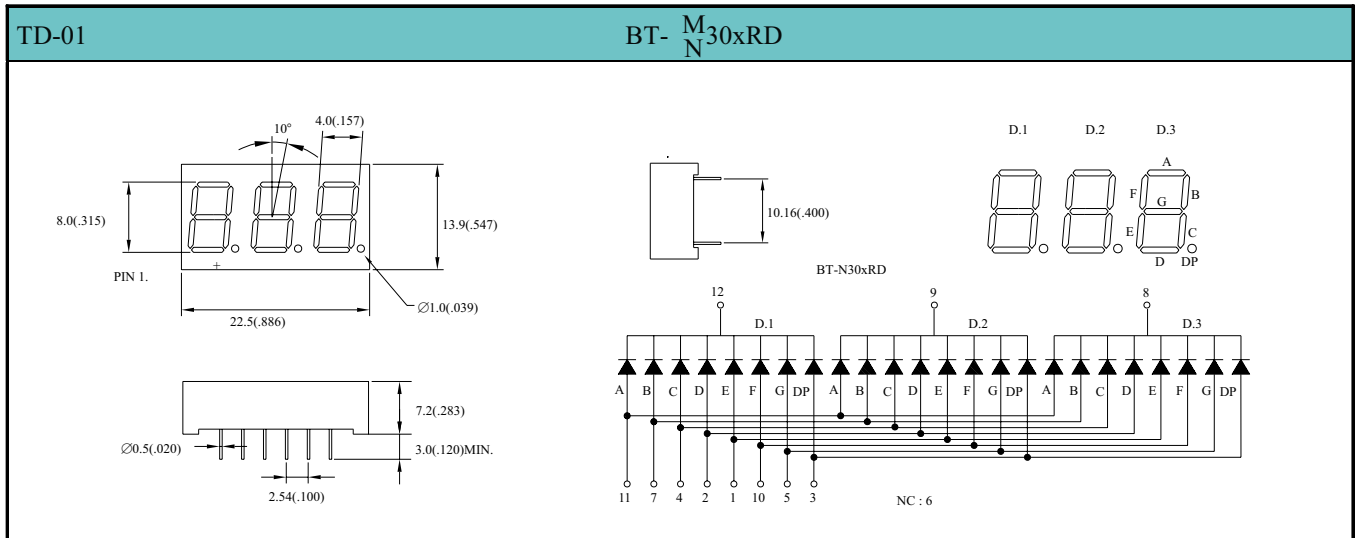 TD-01
BT- M/N 30xRD
10°
4.0(.157)
8.0(.315)
13.9(.547)
PIN 1.
+
Ø1.0(.039)
22.5(.886)
7.2(.283)
Ø0.5(.020)
3.0(.120)MIN.
2.54(.100)
10.16(.400)
D.1 D.2 D.3
A
F B
G
E C
D DP
BT-N30xRD
12 9 8
D.1 D.2 D.3
A B C D E F G DP A B C D E F G DP A B C D E F G DP
11 7 4 2 1 10 5 3
NC : 6